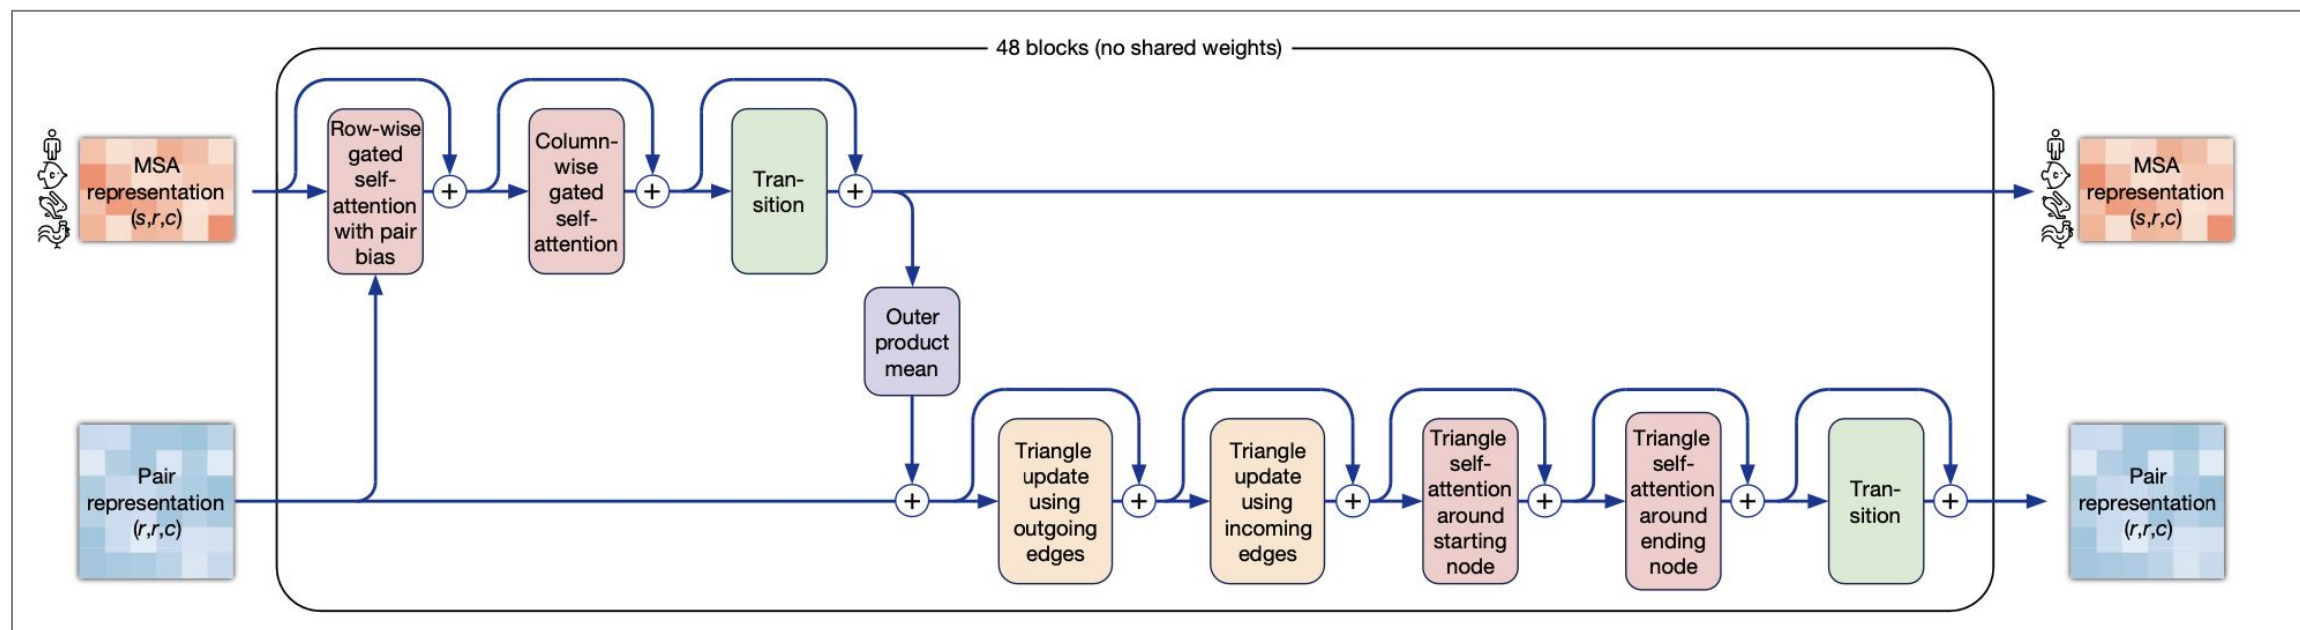 48 blocks (no shared weights)
MSA
representation
(s,r,c)
Row-wise
gated
self-
attention
with pair
bias
Column-
wise
gated
self-
attention
Tran-
sition
MSA
representation
(s,r,c)
+
+
+
Outer
product
mean
Pair
representation
(r,r,c)
+
Triangle
update
using
outgoing
edges
+
Triangle
update
using
incoming
edges
+
Triangle
self-
attention
around
starting
node
+
Triangle
self-
attention
around
ending
node
+
Tran-
sition
+
Pair
representation
(r,r,c)